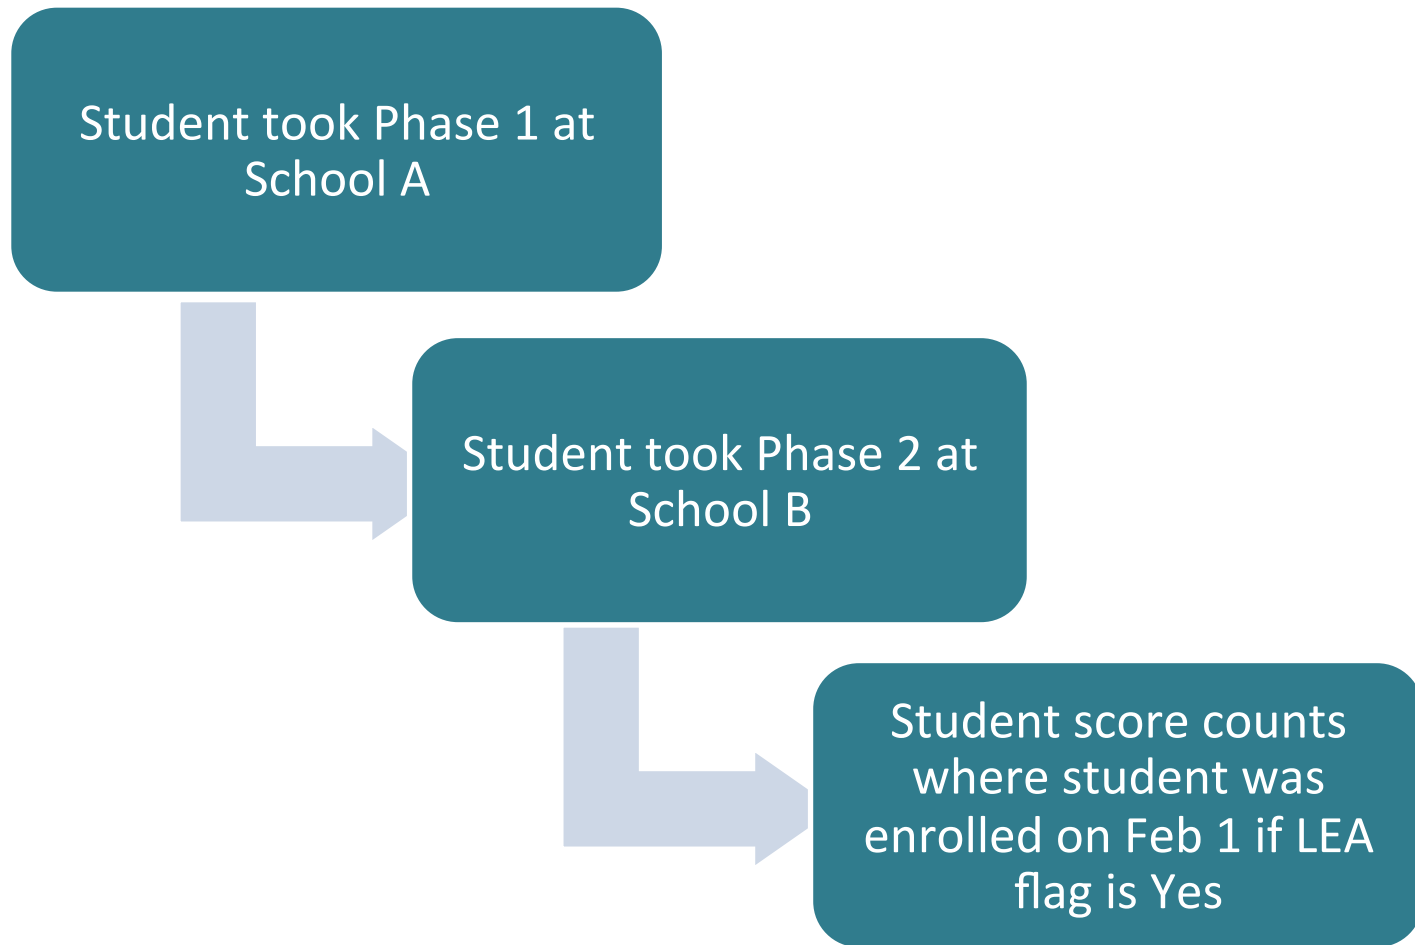 Student took Phase 1 at
School A
Student took Phase 2 at
School B
Student score counts
where student was
enrolled on Feb 1 if LEA
flag is Yes